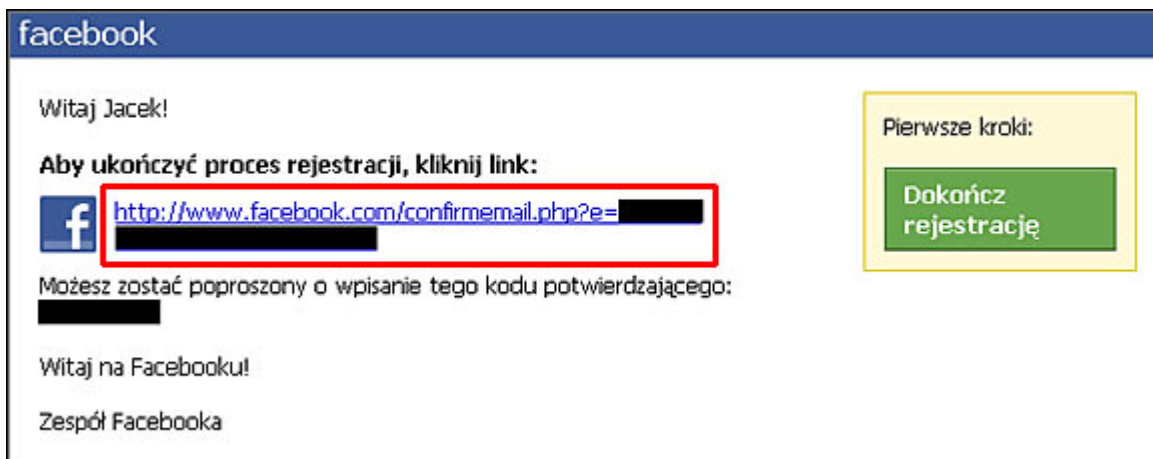 facebook
Witaj Jacek!
Aby ukończyć proces rejestracji, kliknij link:
http://www.facebook.com/confirmemail.php?e=
Możesz zostać poproszony o wpisanie tego kodu potwierdzającego:
Witaj na Facebooku!
Zespół Facebooka
Pierwsze kroki:
Dokończ
rejestrację